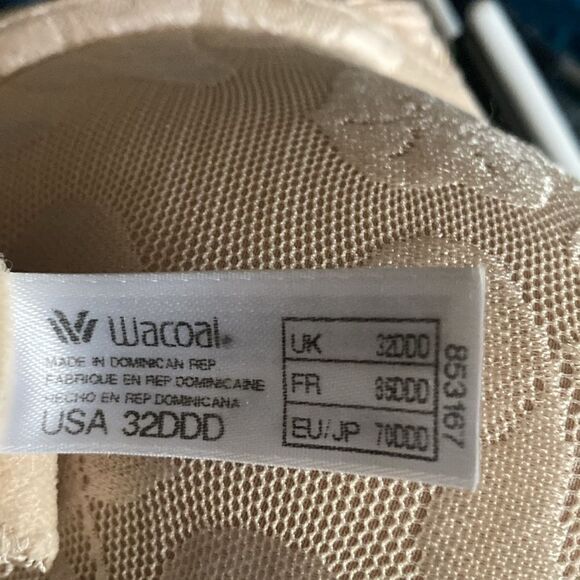 Wacoal
MADE IN DOMINICAN REP
FABRIQUE EN REP DOMINICAINE
HECHO EN REP DOMINICANA
USA 32DDD
UK 32DDD
FR 85DDD
EU/JP 70DDD
853167